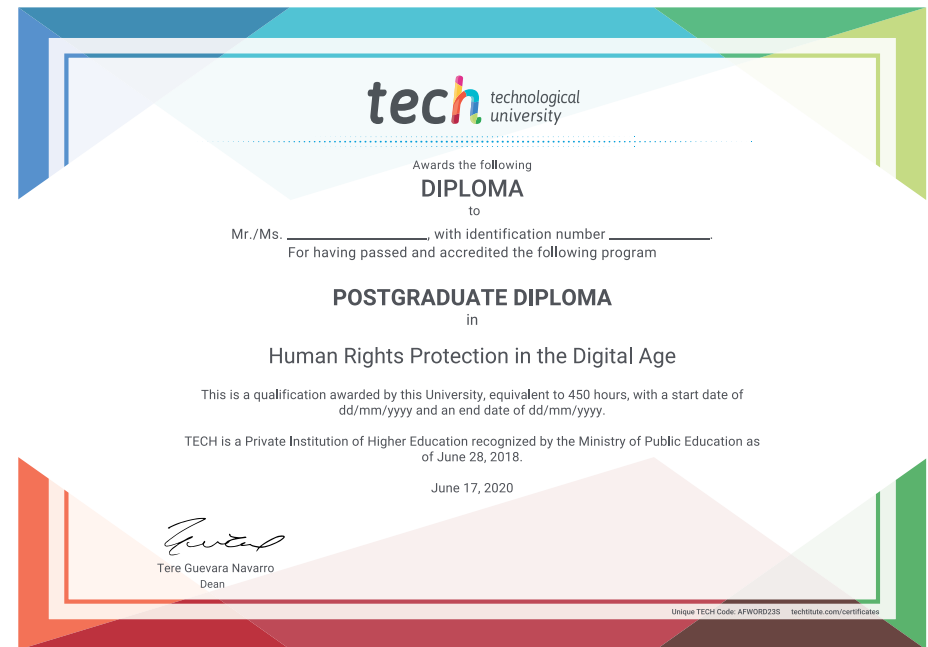 tech technological
university
Awards the following
DIPLOMA
to
Mr./Ms. ____________________, with identification number ______________.
For having passed and accredited the following program
POSTGRADUATE DIPLOMA
in
Human Rights Protection in the Digital Age
This is a qualification awarded by this University, equivalent to 450 hours, with a start date of
dd/mm/yyyy and an end date of dd/mm/yyyy.
TECH is a Private Institution of Higher Education recognized by the Ministry of Public Education as
of June 28, 2018.
June 17, 2020
Tere Guevara Navarro
Dean
Unique TECH Code: AFWORD23S techtitute.com/certificates